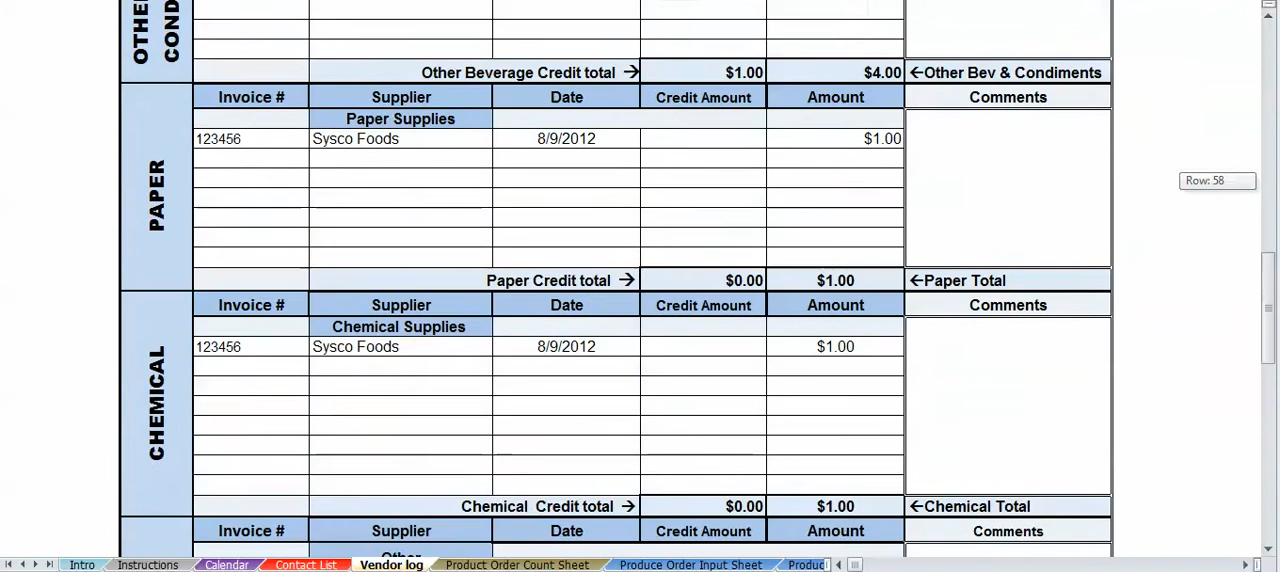 OTHE
COND
Other Beverage Credit total → $1.00 $4.00 ←Other Bev & Condiments
Invoice # Supplier Date Credit Amount Amount Comments
Paper Supplies
123456 Sysco Foods 8/9/2012 $1.00
PAPER
Row: 58
Paper Credit total → $0.00 $1.00 ←Paper Total
Invoice # Supplier Date Credit Amount Amount Comments
Chemical Supplies
123456 Sysco Foods 8/9/2012 $1.00
CHEMICAL
Chemical Credit total → $0.00 $1.00 ←Chemical Total
Invoice # Supplier Date Credit Amount Amount Comments
Other
Intro Instructions Calendar Contact List Vendor log Product Order Count Sheet Produce Order Input Sheet Produc